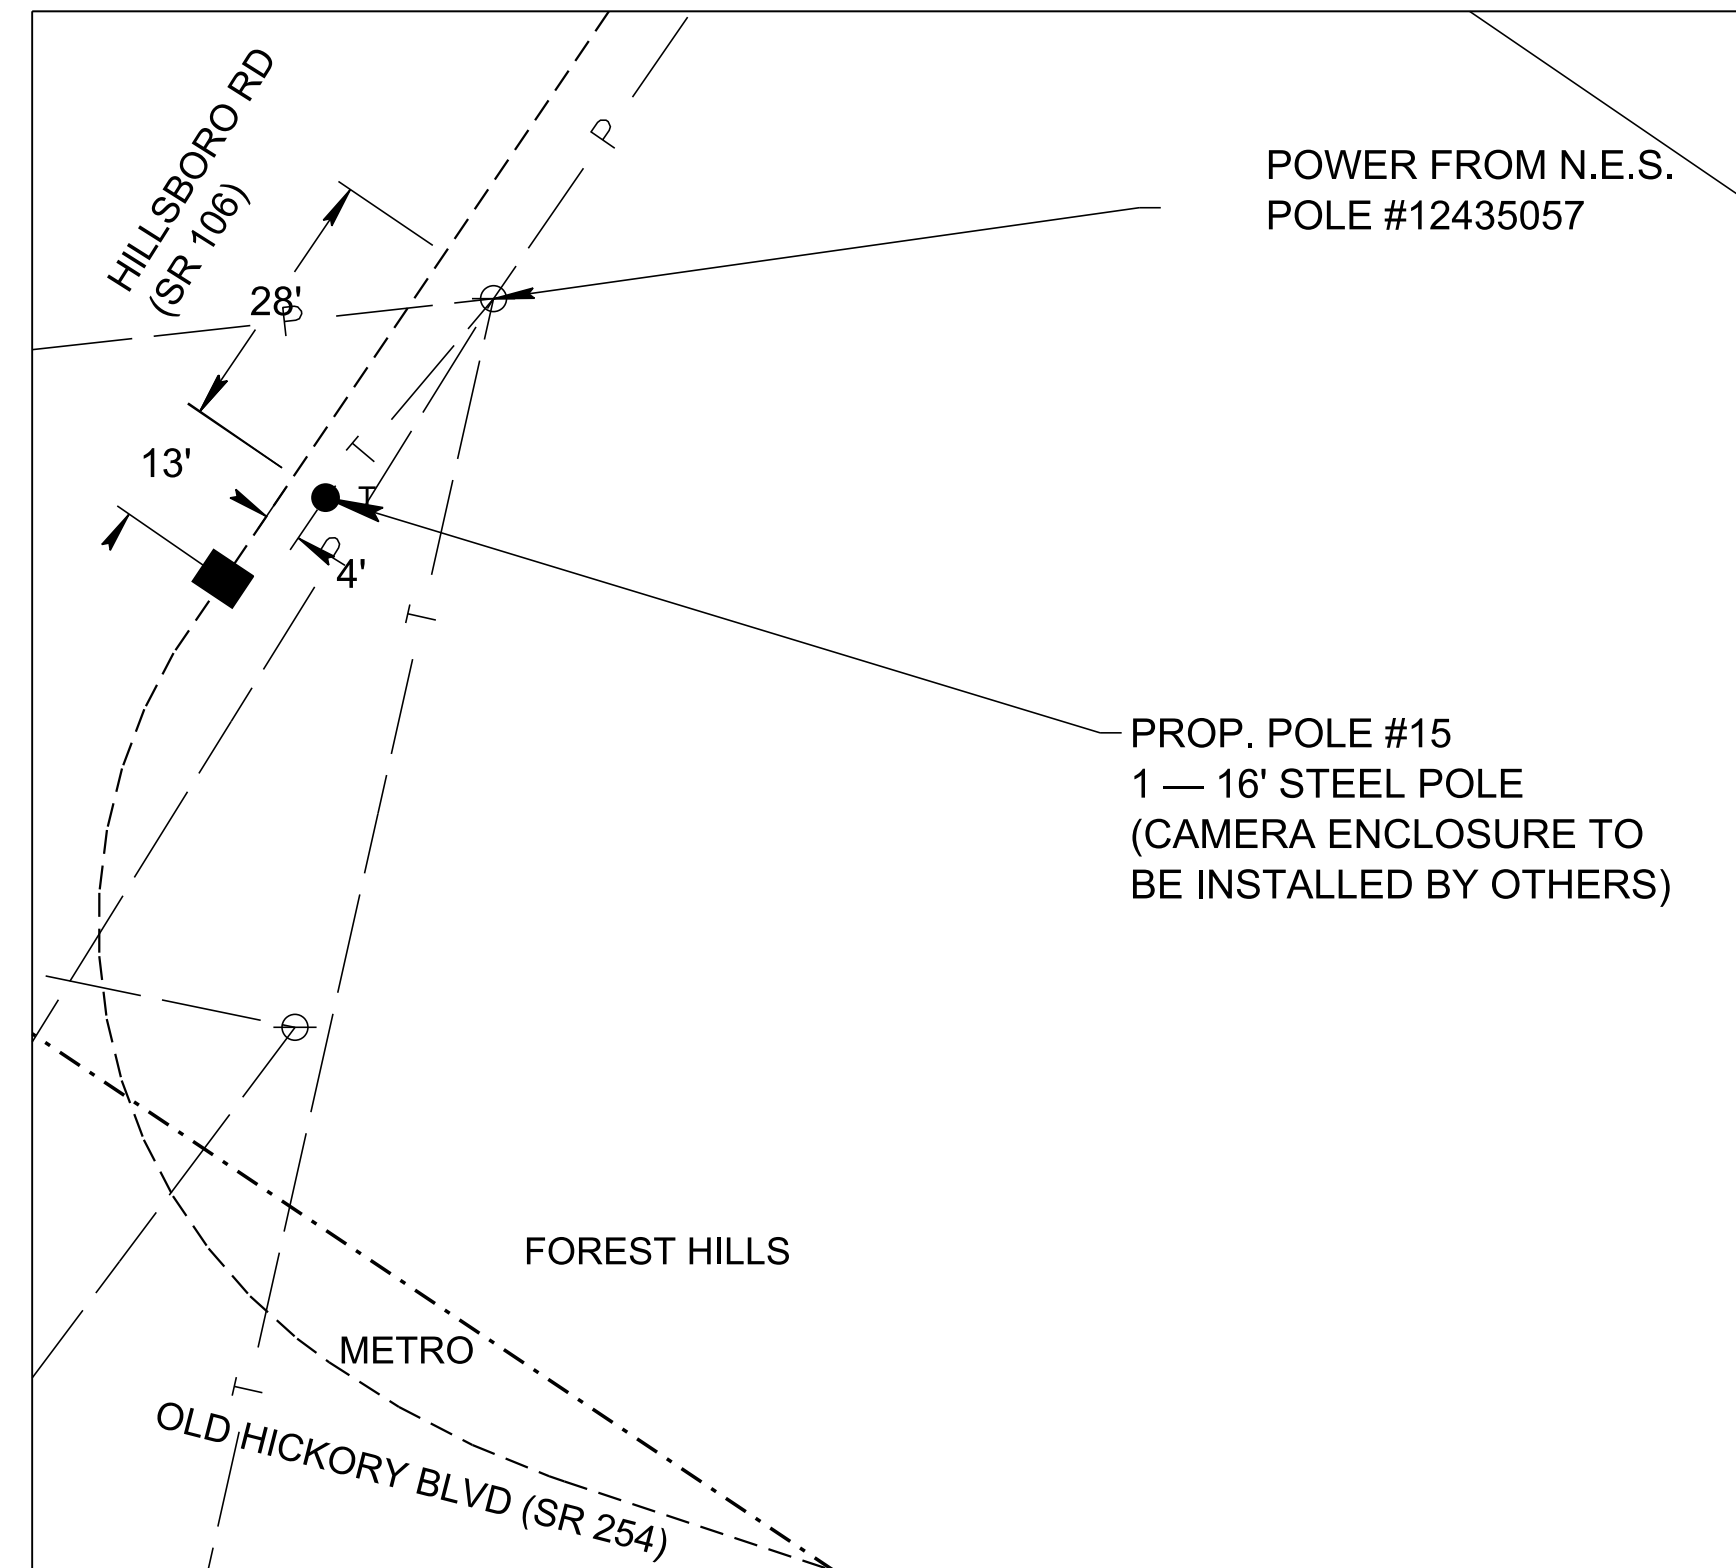 HILLSBORO RD
(SR 106)
P
POWER FROM N.E.S.
POLE #12435057
28'
P
13'
T
T
P
4'
T
PROP. POLE #15
1 — 16' STEEL POLE
(CAMERA ENCLOSURE TO
BE INSTALLED BY OTHERS)
FOREST HILLS
METRO
T
OLD HICKORY BLVD (SR 254)